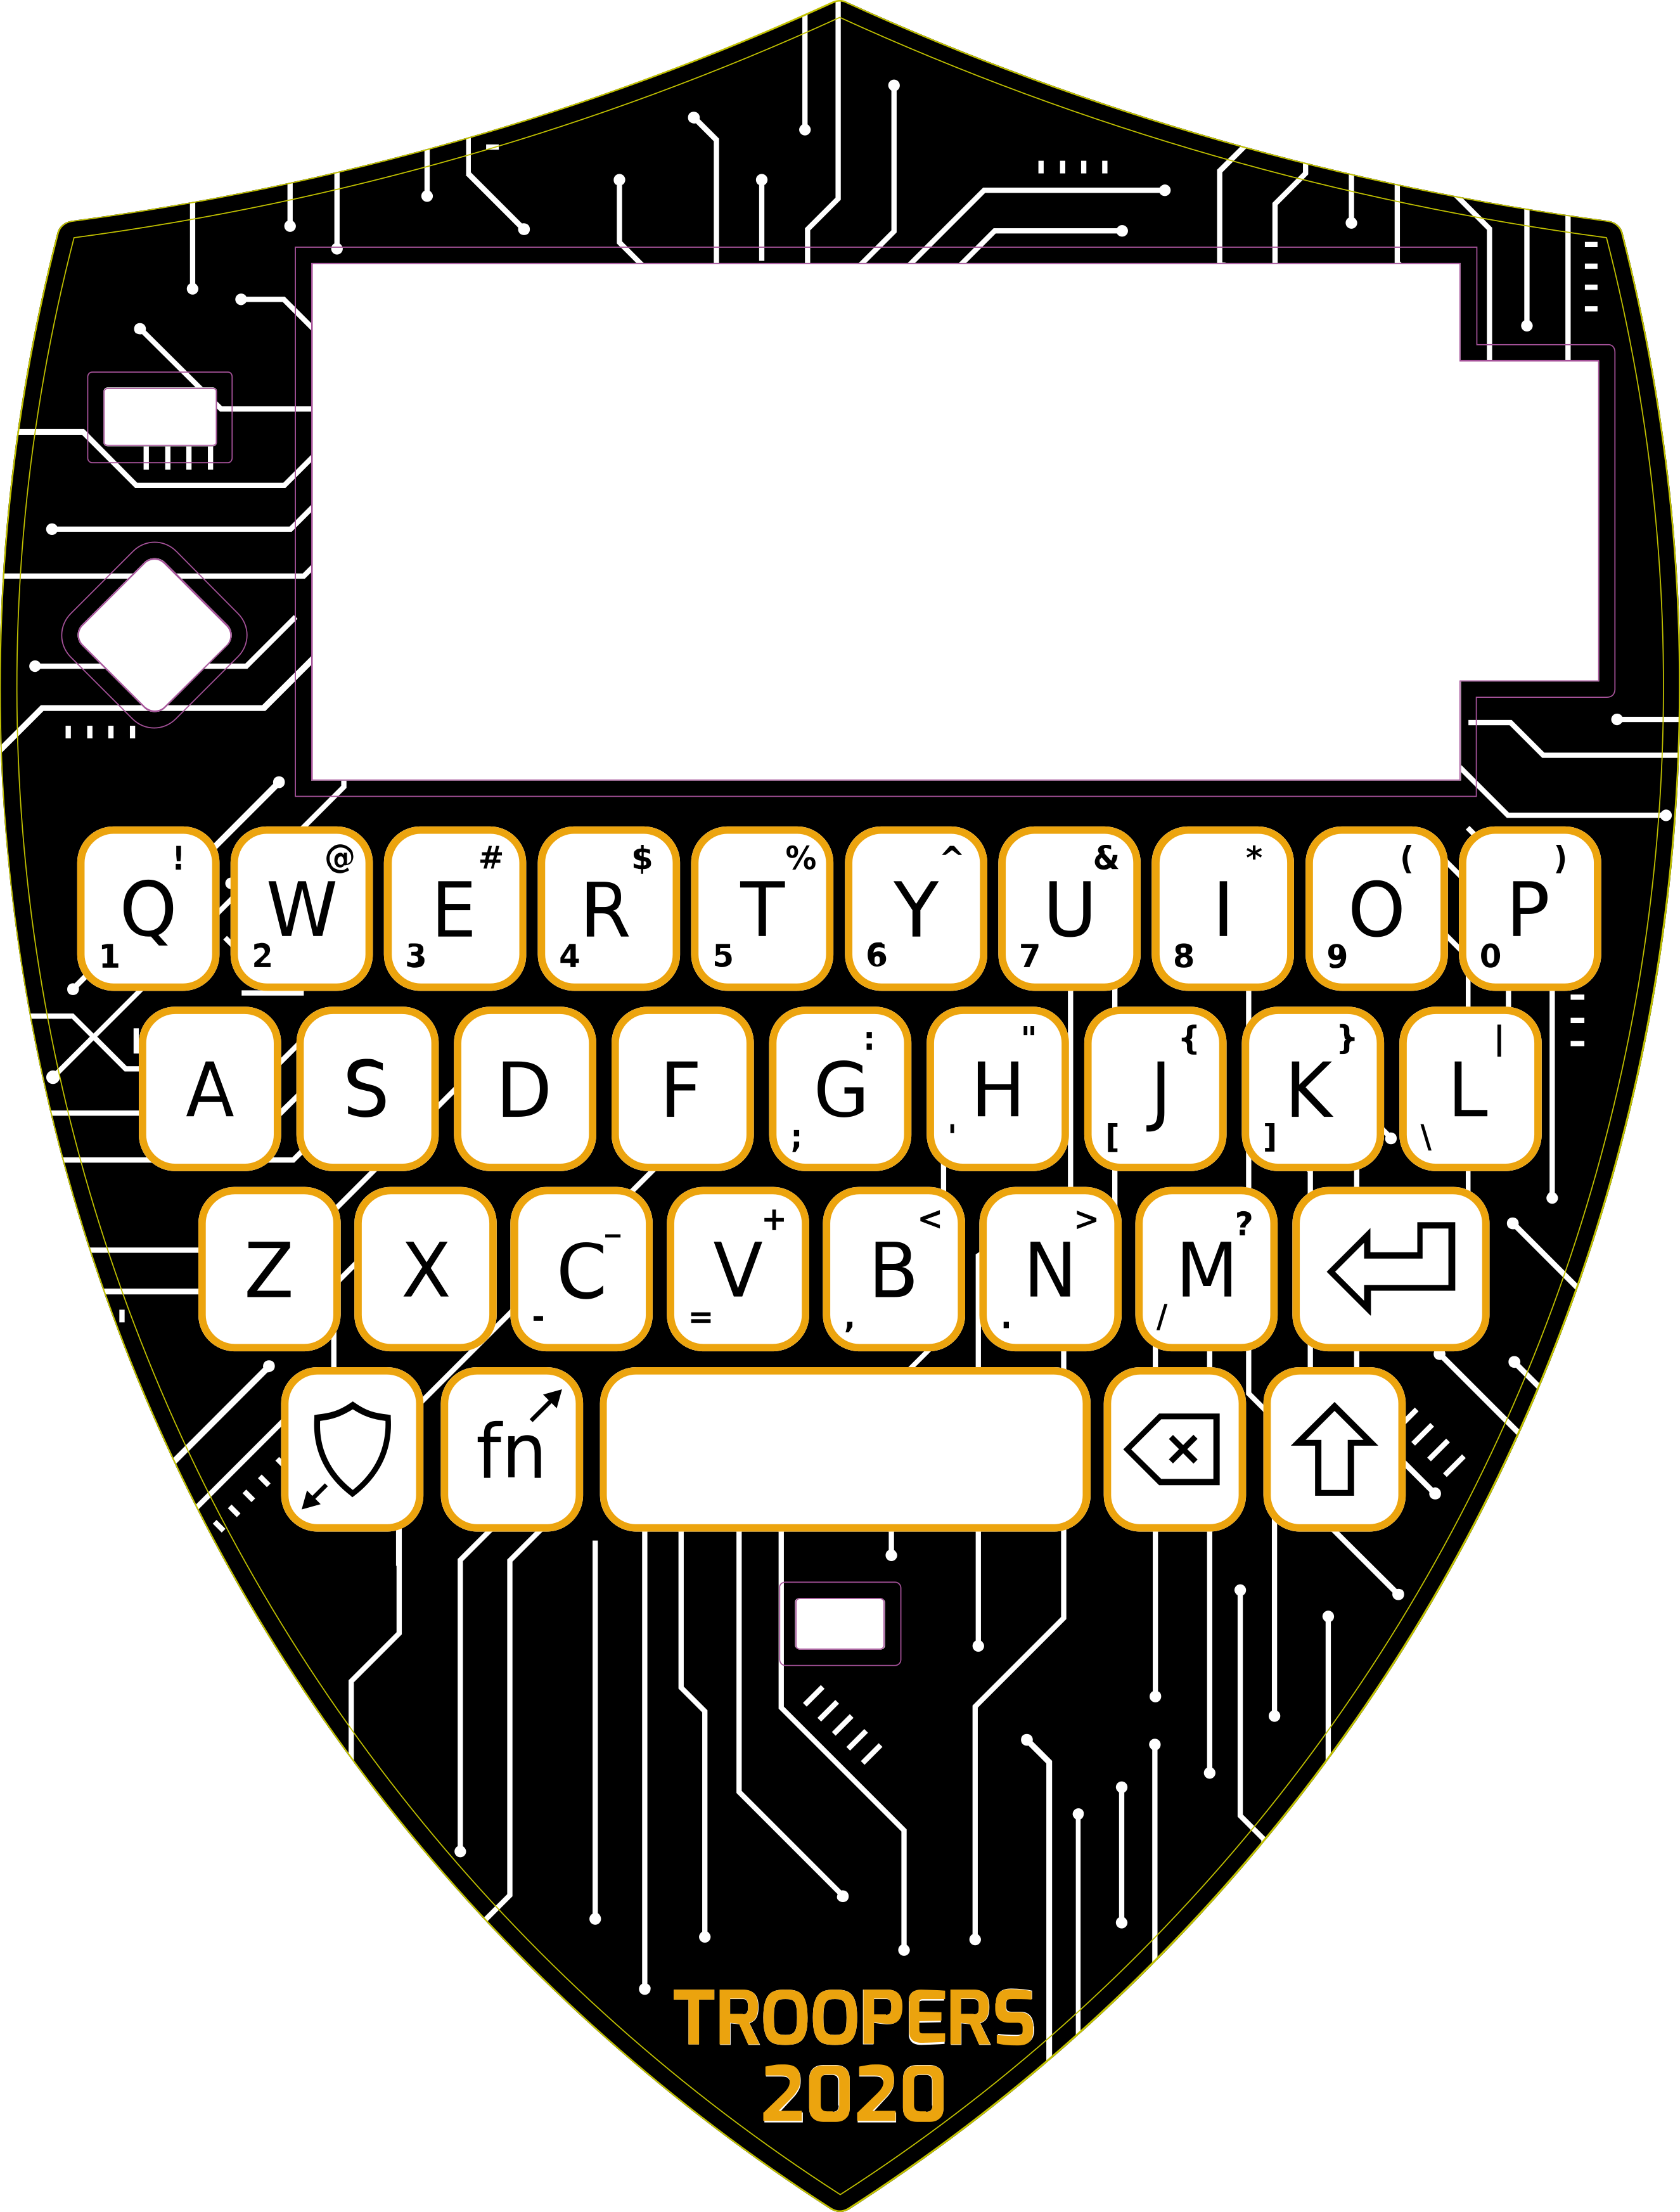 ! @ # $ % ^ & * ( )
Q W E R T Y U I O P
1 2 3 4 5 6 7 8 9 0
: " { } |
A S D F G H J K L
; ' [ ] \
_ + < > ?
Z X C V B N M
- = , . /
fn
TROOPERS
2020